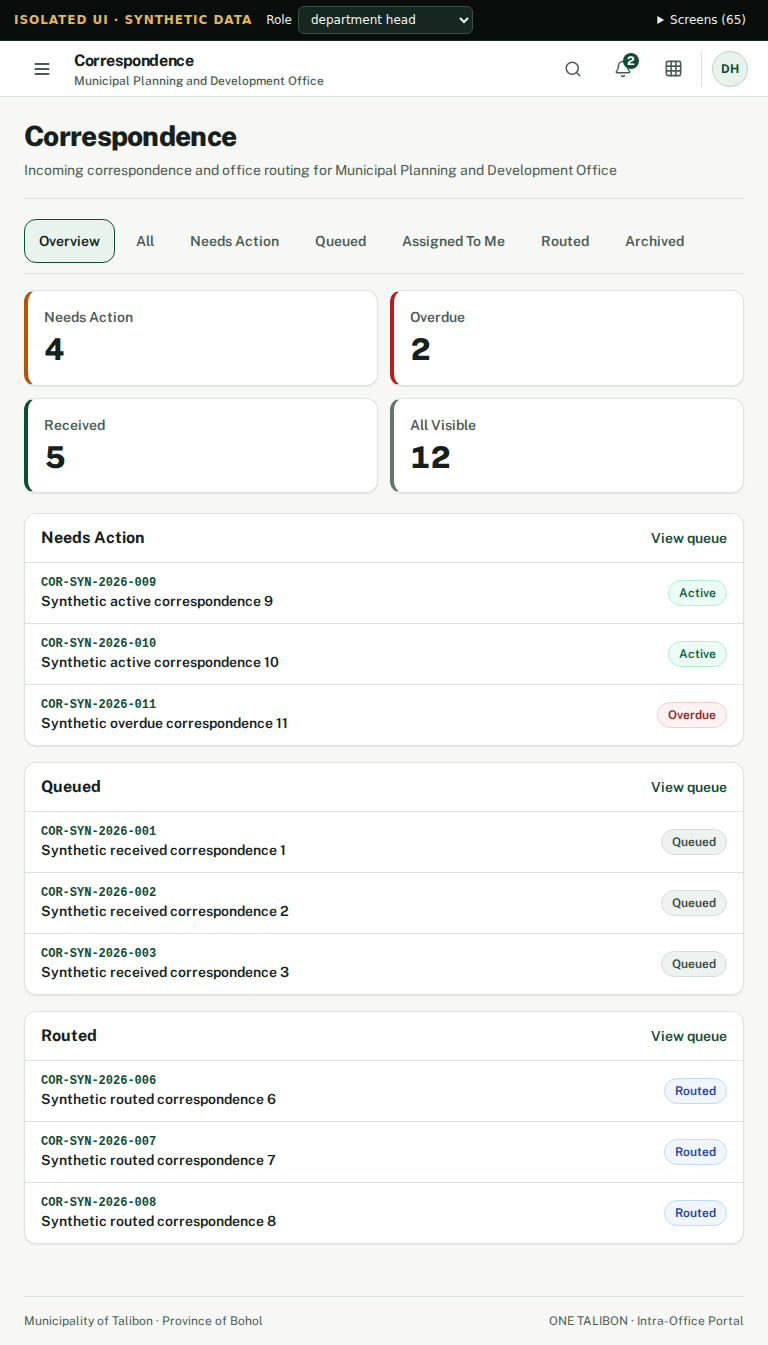 ISOLATED UI · SYNTHETIC DATA Role department head Screens (65)
Correspondence
Municipal Planning and Development Office
2
DH
Correspondence
Incoming correspondence and office routing for Municipal Planning and Development Office
Overview All Needs Action Queued Assigned To Me Routed Archived
Needs Action
4
Overdue
2
Received
5
All Visible
12
Needs Action View queue
COR-SYN-2026-009
Synthetic active correspondence 9
Active
COR-SYN-2026-010
Synthetic active correspondence 10
Active
COR-SYN-2026-011
Synthetic overdue correspondence 11
Overdue
Queued View queue
COR-SYN-2026-001
Synthetic received correspondence 1
Queued
COR-SYN-2026-002
Synthetic received correspondence 2
Queued
COR-SYN-2026-003
Synthetic received correspondence 3
Queued
Routed View queue
COR-SYN-2026-006
Synthetic routed correspondence 6
Routed
COR-SYN-2026-007
Synthetic routed correspondence 7
Routed
COR-SYN-2026-008
Synthetic routed correspondence 8
Routed
Municipality of Talibon · Province of Bohol ONE TALIBON · Intra-Office Portal